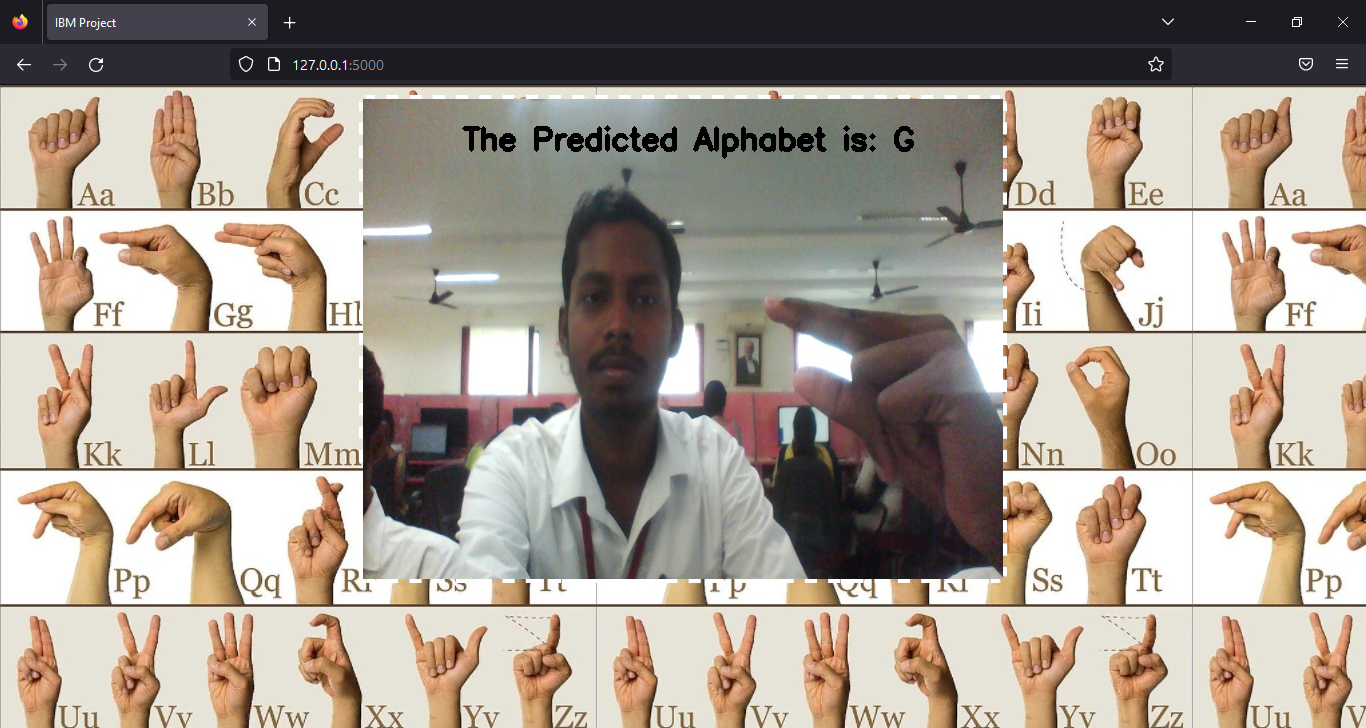 IBM Project
127.0.0.1:5000
The Predicted Alphabet is: G
Aa Bb Cc Dd Ee Aa
Ff Gg Ii Jj Ff
Kk Ll Mm Nn Oo Kk
Pp Qq Ss Tt Pp
Uu Vv Ww Xx Yy Zz Uu Vv Ww Xx Yy Zz Uu